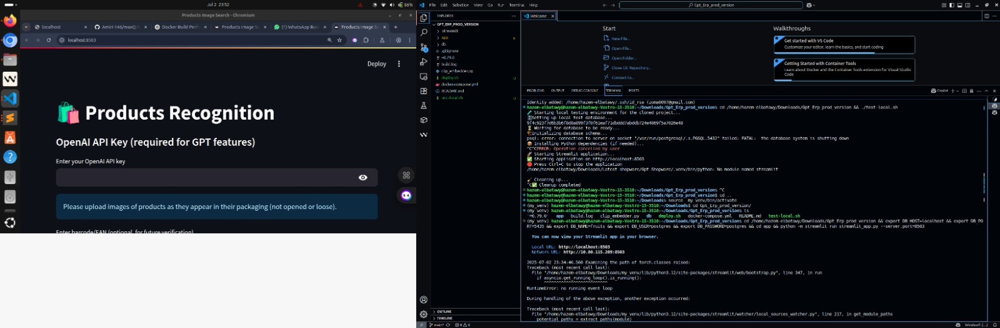 Jul 2 23:52
86%
Products Image Search - Chromium
localhost
Amirt-146/maxQJs
Docker Build Perfo
Products Image Se
(1) WhatsApp Busi
Products Image Se
localhost:8503
Deploy
Products Recognition
OpenAI API Key (required for GPT features)
Enter your OpenAI API key
Please upload images of products as they appear in their packaging (not opened or loose).
Enter barcode/EAN (optional, for future verification)
File Edit Selection View Go Run Terminal Help
Gpt_Erp_prod_version
EXPLORER
GPT_ERP_PROD_VERSION
.streamlit
app
db
.gitignore
=0.79.0
build.log
clip_embedder.py
deploy.sh U
docker-compose.yml
README.md
test-local.sh U
OUTLINE
TIMELINE
Welcome
Start
New File...
Open File...
Open Folder...
Clone Git Repository...
Connect to...
Walkthroughs
Get started with VS Code
Customize your editor, learn the basics, and start coding
Getting Started with Container Tools
Learn about Docker and the Container Tools extension for Visual Studio
Code
PROBLEMS OUTPUT DEBUG CONSOLE TERMINAL PORTS
Copilot
Identity added: /home/hazem-elbatawy/.ssh/id_rsa (zoma0097@gmail.com)
hazem-elbatawy@hazem-elbatawy-Vostro-15-3510:~/Downloads/Gpt_Erp_prod_version$ cd /home/hazem-elbatawy/Downloads/Gpt_Erp_prod_version && ./test-local.sh
Starting local testing environment for the cloned project...
Setting up local test database...
Waiting for database to be ready...
Initializing database schema...
psql: error: connection to server on socket "/var/run/postgresql/.s.PGSQL.5432" failed: FATAL:  the database system is shutting down
Installing Python dependencies (if needed)...
^C^CERROR: Operation cancelled by user
Starting Streamlit application...
Starting application on http://localhost:8503
Press Ctrl+C to stop the application
/home/hazem-elbatawy/Downloads/Latest shopware/Gpt Shopware/.venv/bin/python: No module named streamlit
Cleaning up...
^C Cleanup completed
hazem-elbatawy@hazem-elbatawy-Vostro-15-3510:~/Downloads/Gpt_Erp_prod_version$ ^C
hazem-elbatawy@hazem-elbatawy-Vostro-15-3510:~/Downloads/Gpt_Erp_prod_version$ cd ..
hazem-elbatawy@hazem-elbatawy-Vostro-15-3510:~/Downloads$ source my_venv/bin/activate
(my_venv) hazem-elbatawy@hazem-elbatawy-Vostro-15-3510:~/Downloads$ cd Gpt_Erp_prod_version/
(my_venv) hazem-elbatawy@hazem-elbatawy-Vostro-15-3510:~/Downloads/Gpt_Erp_prod_version$ ls
'=0.79.0' app build.log clip_embedder.py db deploy.sh docker-compose.yml README.md test-local.sh
(my_venv) hazem-elbatawy@hazem-elbatawy-Vostro-15-3510:~/Downloads/Gpt_Erp_prod_version$ cd /home/hazem-elbatawy/Downloads/Gpt_Erp_prod_version && export DB_HOST=localhost && export DB_PO
RT=5435 && export DB_NAME=fruits && export DB_USER=postgres && export DB_PASSWORD=postgres && cd app && python -m streamlit run streamlit_app.py --server.port=8503
You can now view your Streamlit app in your browser.
Local URL: http://localhost:8503
Network URL: http://10.80.115.209:8503
2025-07-02 23:34:46.560 Examining the path of torch.classes raised:
Traceback (most recent call last):
File "/home/hazem-elbatawy/Downloads/my_venv/lib/python3.12/site-packages/streamlit/web/bootstrap.py", line 347, in run
if asyncio.get_running_loop().is_running():
^^^^^^^^^^^^^^^^^^^^^^^^^^
RuntimeError: no running event loop
During handling of the above exception, another exception occurred:
Traceback (most recent call last):
File "/home/hazem-elbatawy/Downloads/my_venv/lib/python3.12/site-packages/streamlit/watcher/local_sources_watcher.py", line 217, in get_module_paths
potential_paths = extract_paths(module)
main*
0 0
Windsurf: {...}